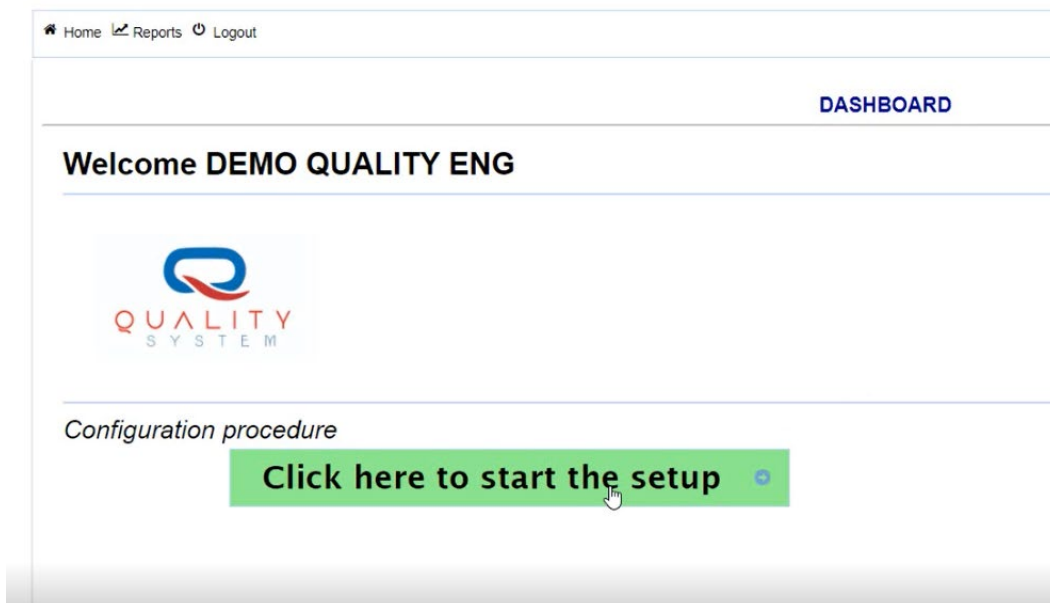 Home Reports Logout
DASHBOARD
Welcome DEMO QUALITY ENG
QUALITY
SYSTEM
Configuration procedure
Click here to start the setup